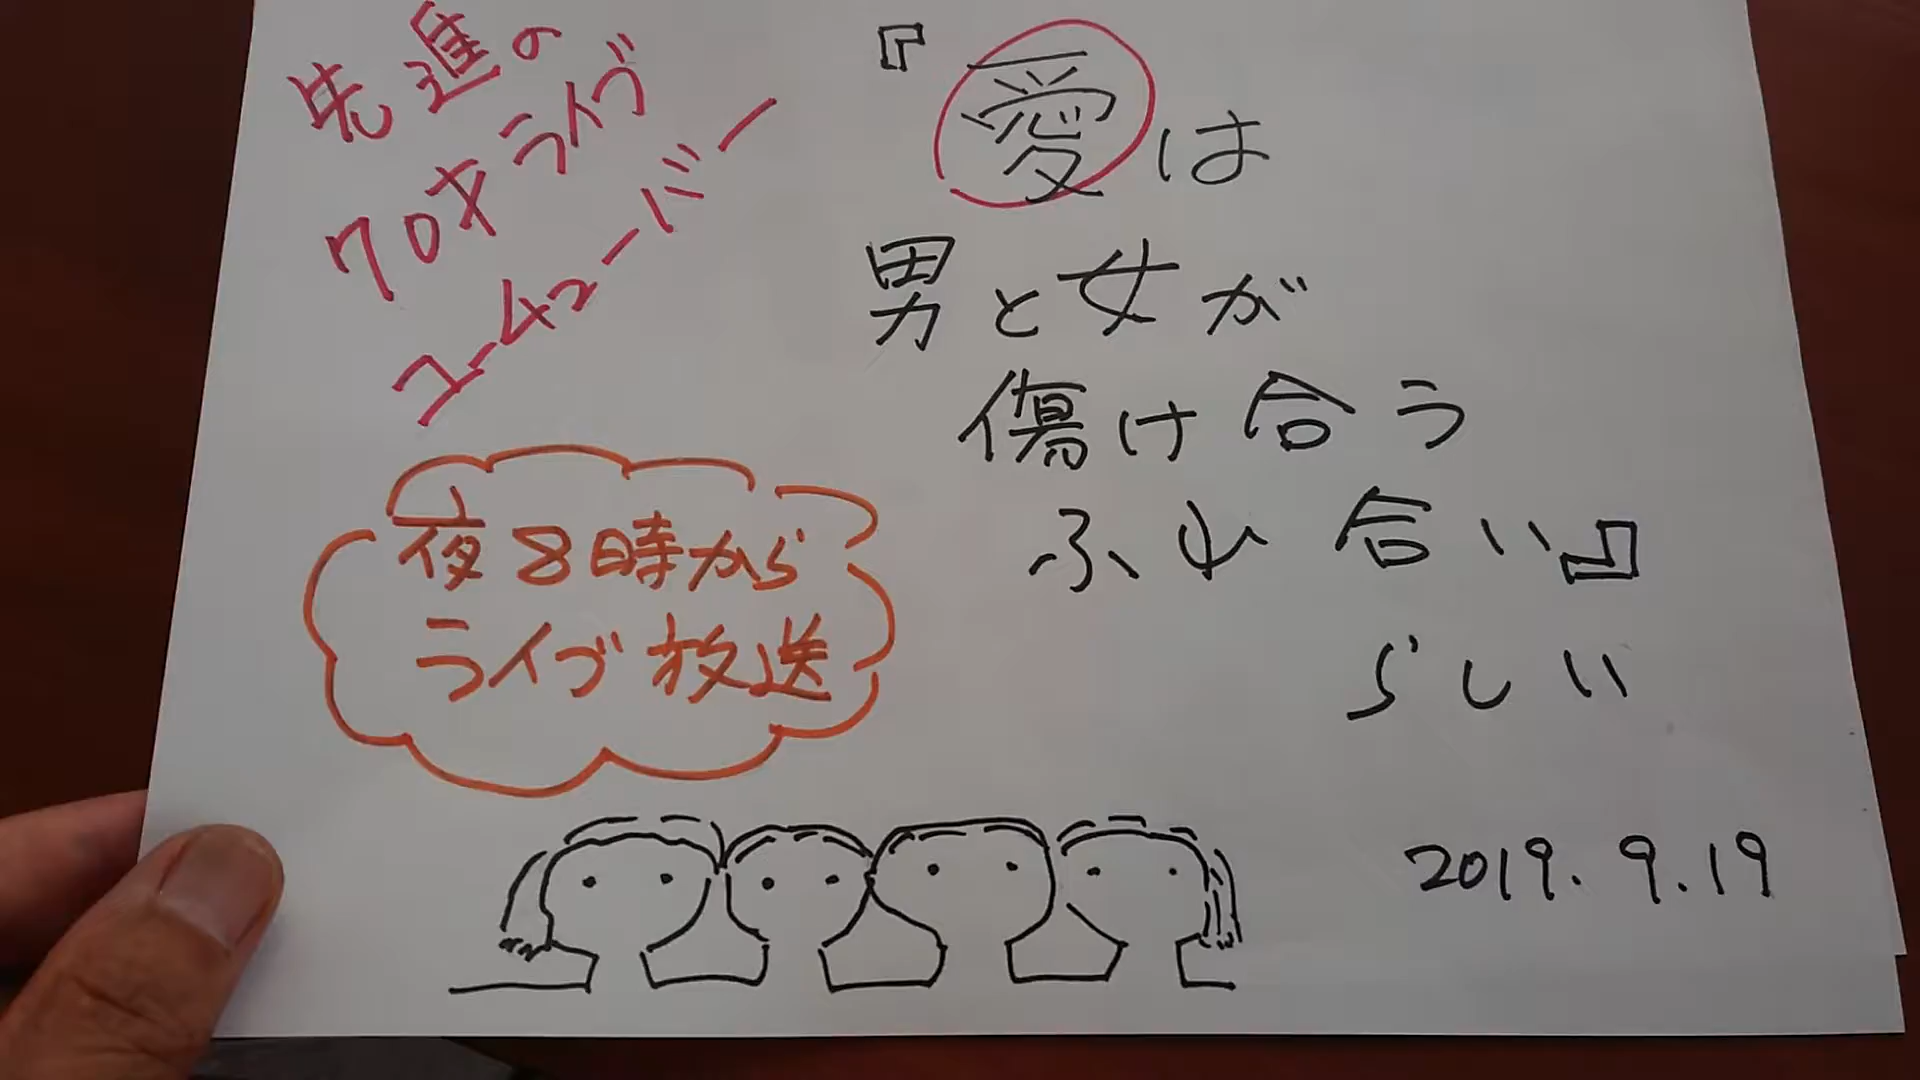 先進の
70才ライブ
ユーチューバー
『愛は
男と女が
傷け合う
ふれ合い』
らしい
夜8時から
ライブ放送
2019.9.19